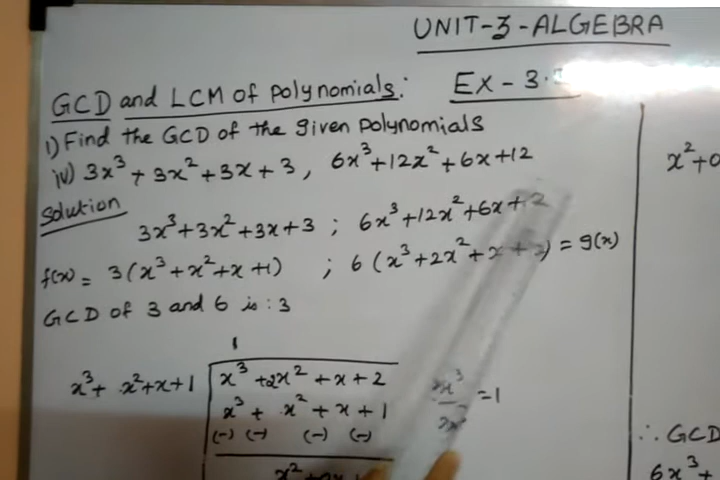 UNIT-3-ALGEBRA
GCD and LCM of polynomials: Ex - 3.
1) Find the GCD of the given polynomials
iv) 3x³ + 3x² + 3x + 3, 6x³+12x²+6x+12
Solution
3x³+3x²+3x+3 ; 6x³+12x²+6x+
f(x) = 3(x³+x²+x+1) ; 6(x³+2x²+ + ) = g(x)
GCD of 3 and 6 is : 3
1
x³+ x²+x+1 x³ +2x² + x + 2
x³ + x² + x + 1
(-) (-) (-) (-)
= 1
x²
x²+
∴ GCD
6x³+